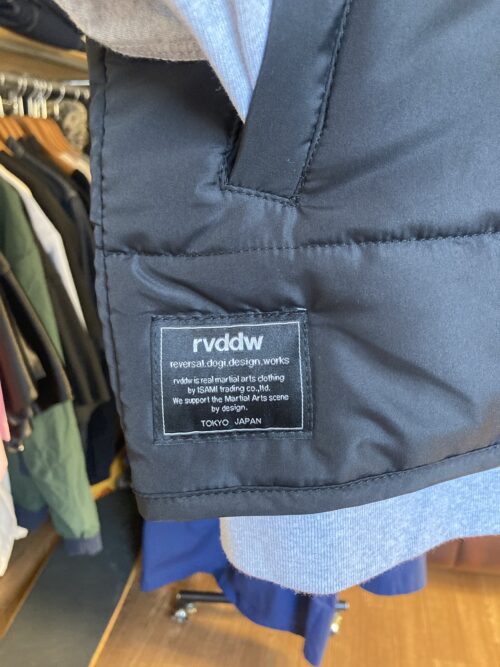 rvddw
reversal.dogi.design.works
rvddw is real martial arts clothing
by ISAMI trading co.,ltd.
We support the Martial Arts scene
by design.
TOKYO JAPAN